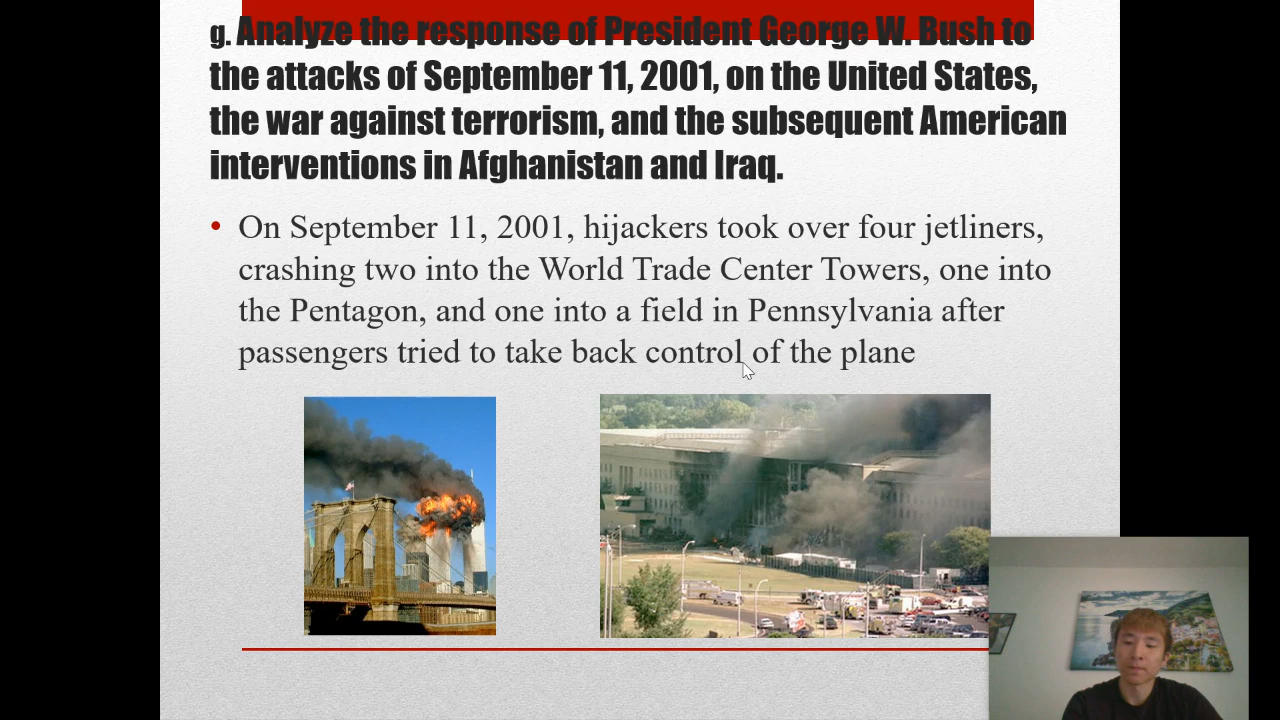 g. Analyze the response of President George W. Bush to
the attacks of September 11, 2001, on the United States,
the war against terrorism, and the subsequent American
interventions in Afghanistan and Iraq.
• On September 11, 2001, hijackers took over four jetliners,
crashing two into the World Trade Center Towers, one into
the Pentagon, and one into a field in Pennsylvania after
passengers tried to take back control of the plane